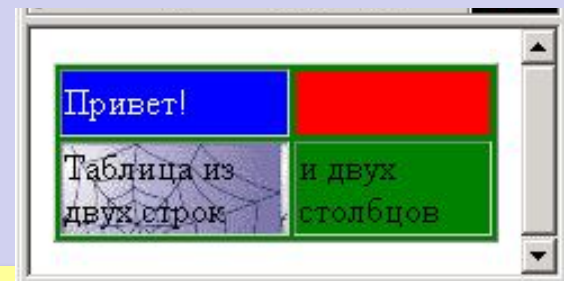 Привет!
Таблица из
двух строк
и двух
столбцов